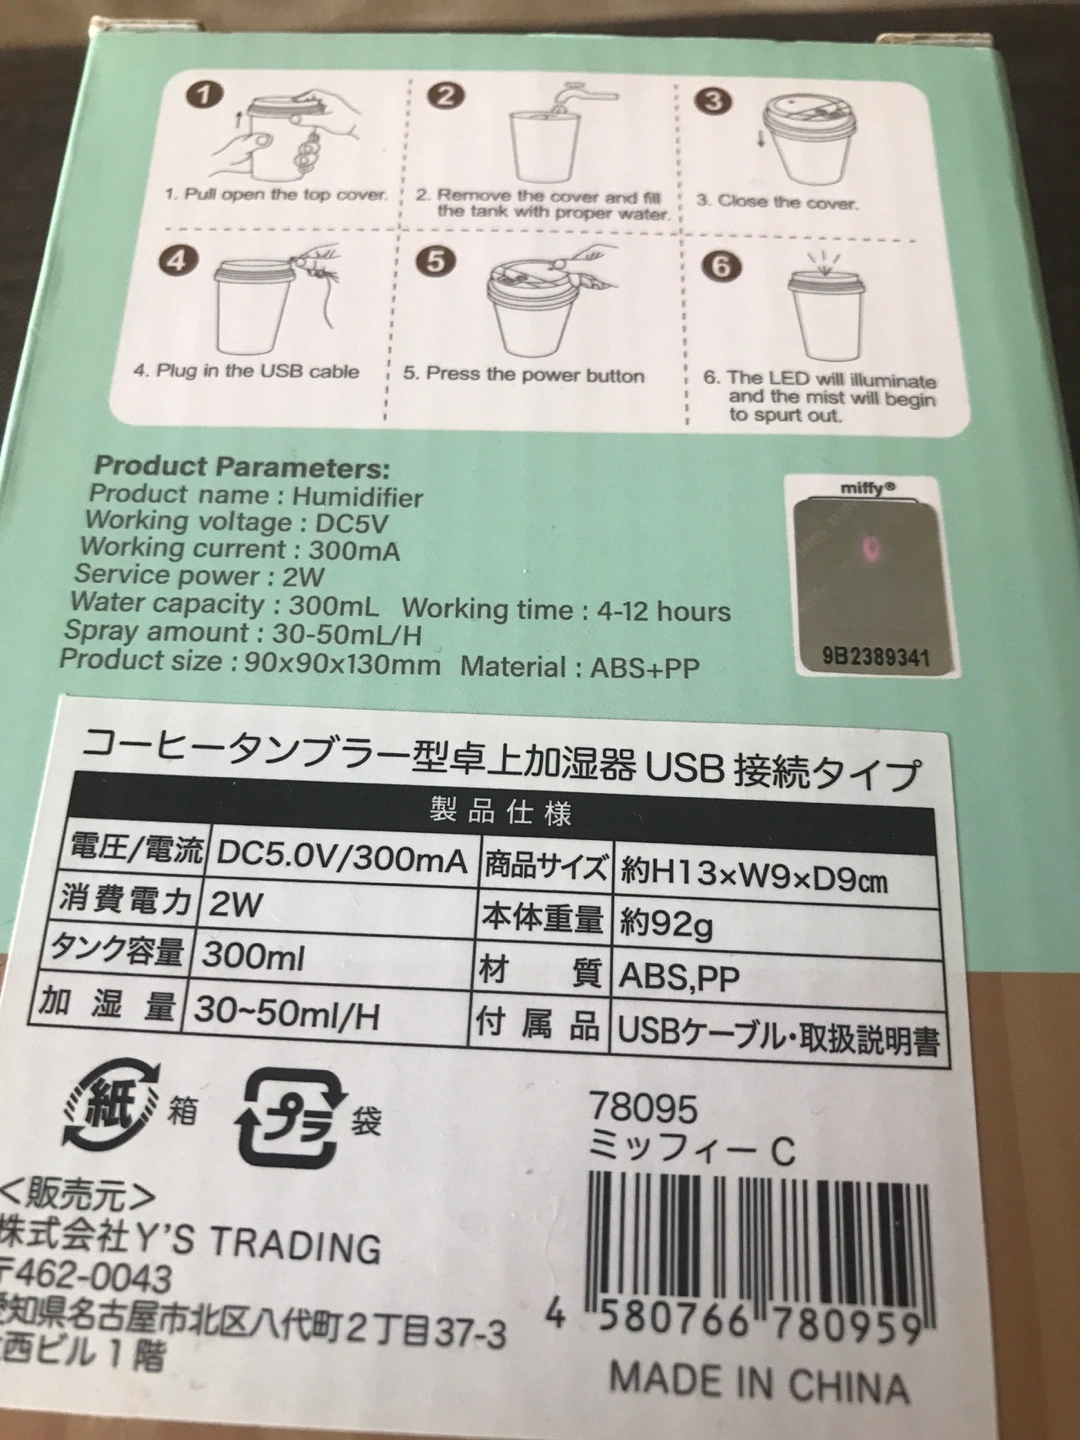 1
2
3
1. Pull open the top cover.
2. Remove the cover and fill
the tank with proper water.
3. Close the cover.
4
5
6
4. Plug in the USB cable
5. Press the power button
6. The LED will illuminate
and the mist will begin
to spurt out.
Product Parameters:
Product name : Humidifier
Working voltage : DC5V
Working current : 300mA
Service power : 2W
Water capacity : 300mL Working time : 4-12 hours
Spray amount : 30-50mL/H
Product size : 90x90x130mm Material : ABS+PP
miffy®
9B2389341
コーヒータンブラー型卓上加湿器 USB 接続タイプ
製品仕様
電圧/電流 DC5.0V/300mA 商品サイズ 約H13×W9×D9㎝
消費電力 2W 本体重量 約92g
タンク容量 300ml 材質 ABS,PP
加湿量 30~50ml/H 付属品 USBケーブル・取扱説明書
紙 箱 プラ 袋
78095
ミッフィー C
<販売元>
株式会社Y'S TRADING
〒462-0043
愛知県名古屋市北区八代町2丁目37-3
西ビル1階
4 580766 780959
MADE IN CHINA